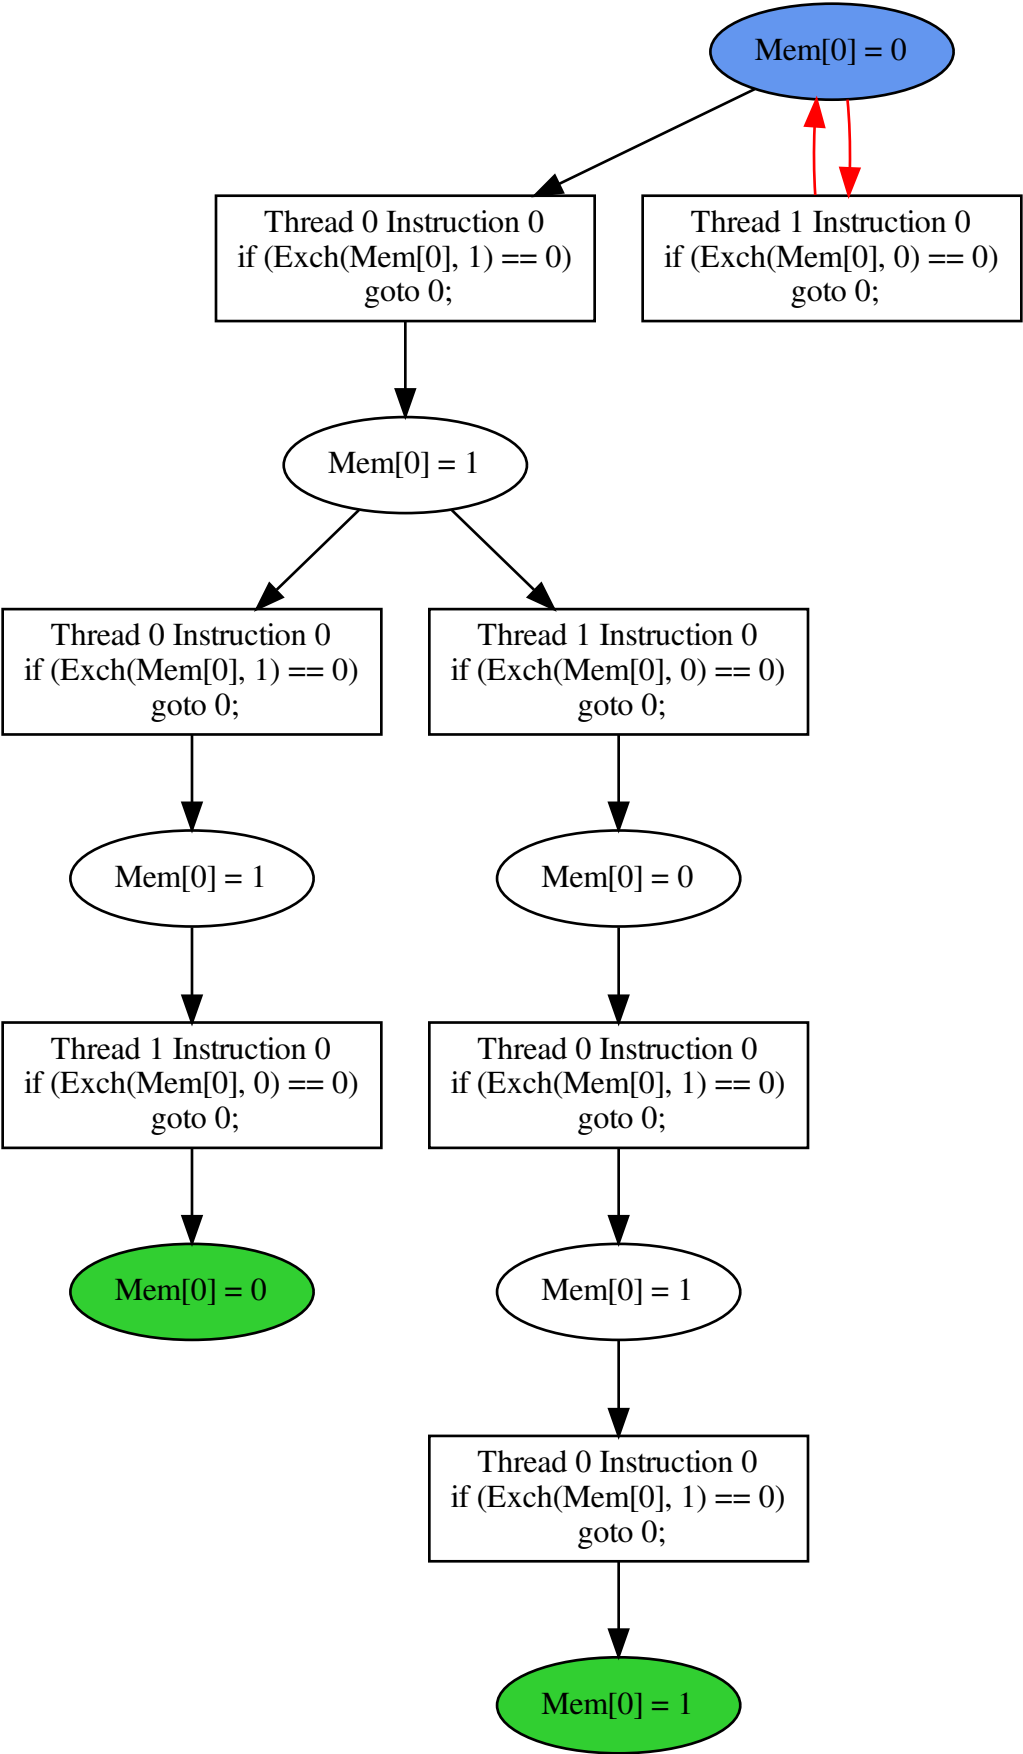 Mem[0] = 0
Thread 0 Instruction 0
if (Exch(Mem[0], 1) == 0)
goto 0;
Thread 1 Instruction 0
if (Exch(Mem[0], 0) == 0)
goto 0;
Mem[0] = 1
Thread 0 Instruction 0
if (Exch(Mem[0], 1) == 0)
goto 0;
Thread 1 Instruction 0
if (Exch(Mem[0], 0) == 0)
goto 0;
Mem[0] = 1
Mem[0] = 0
Thread 1 Instruction 0
if (Exch(Mem[0], 0) == 0)
goto 0;
Thread 0 Instruction 0
if (Exch(Mem[0], 1) == 0)
goto 0;
Mem[0] = 0
Mem[0] = 1
Thread 0 Instruction 0
if (Exch(Mem[0], 1) == 0)
goto 0;
Mem[0] = 1